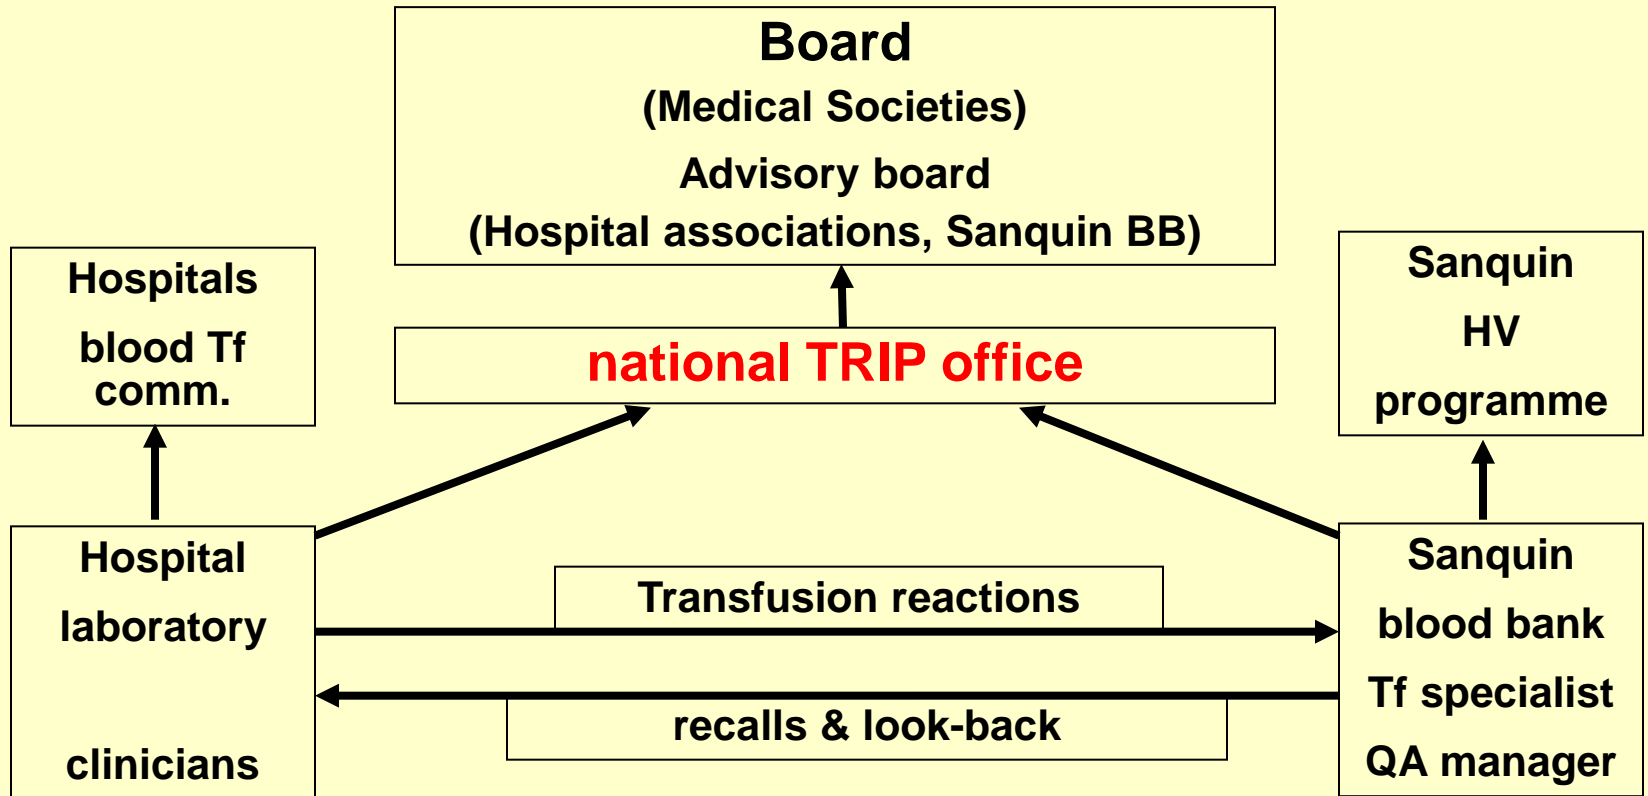 Board
(Medical Societies)
Advisory board
(Hospital associations, Sanquin BB)
Hospitals
blood Tf
comm.
national TRIP office
Sanquin
HV
programme
Hospital
laboratory
clinicians
Transfusion reactions
recalls & look-back
Sanquin
blood bank
Tf specialist
QA manager